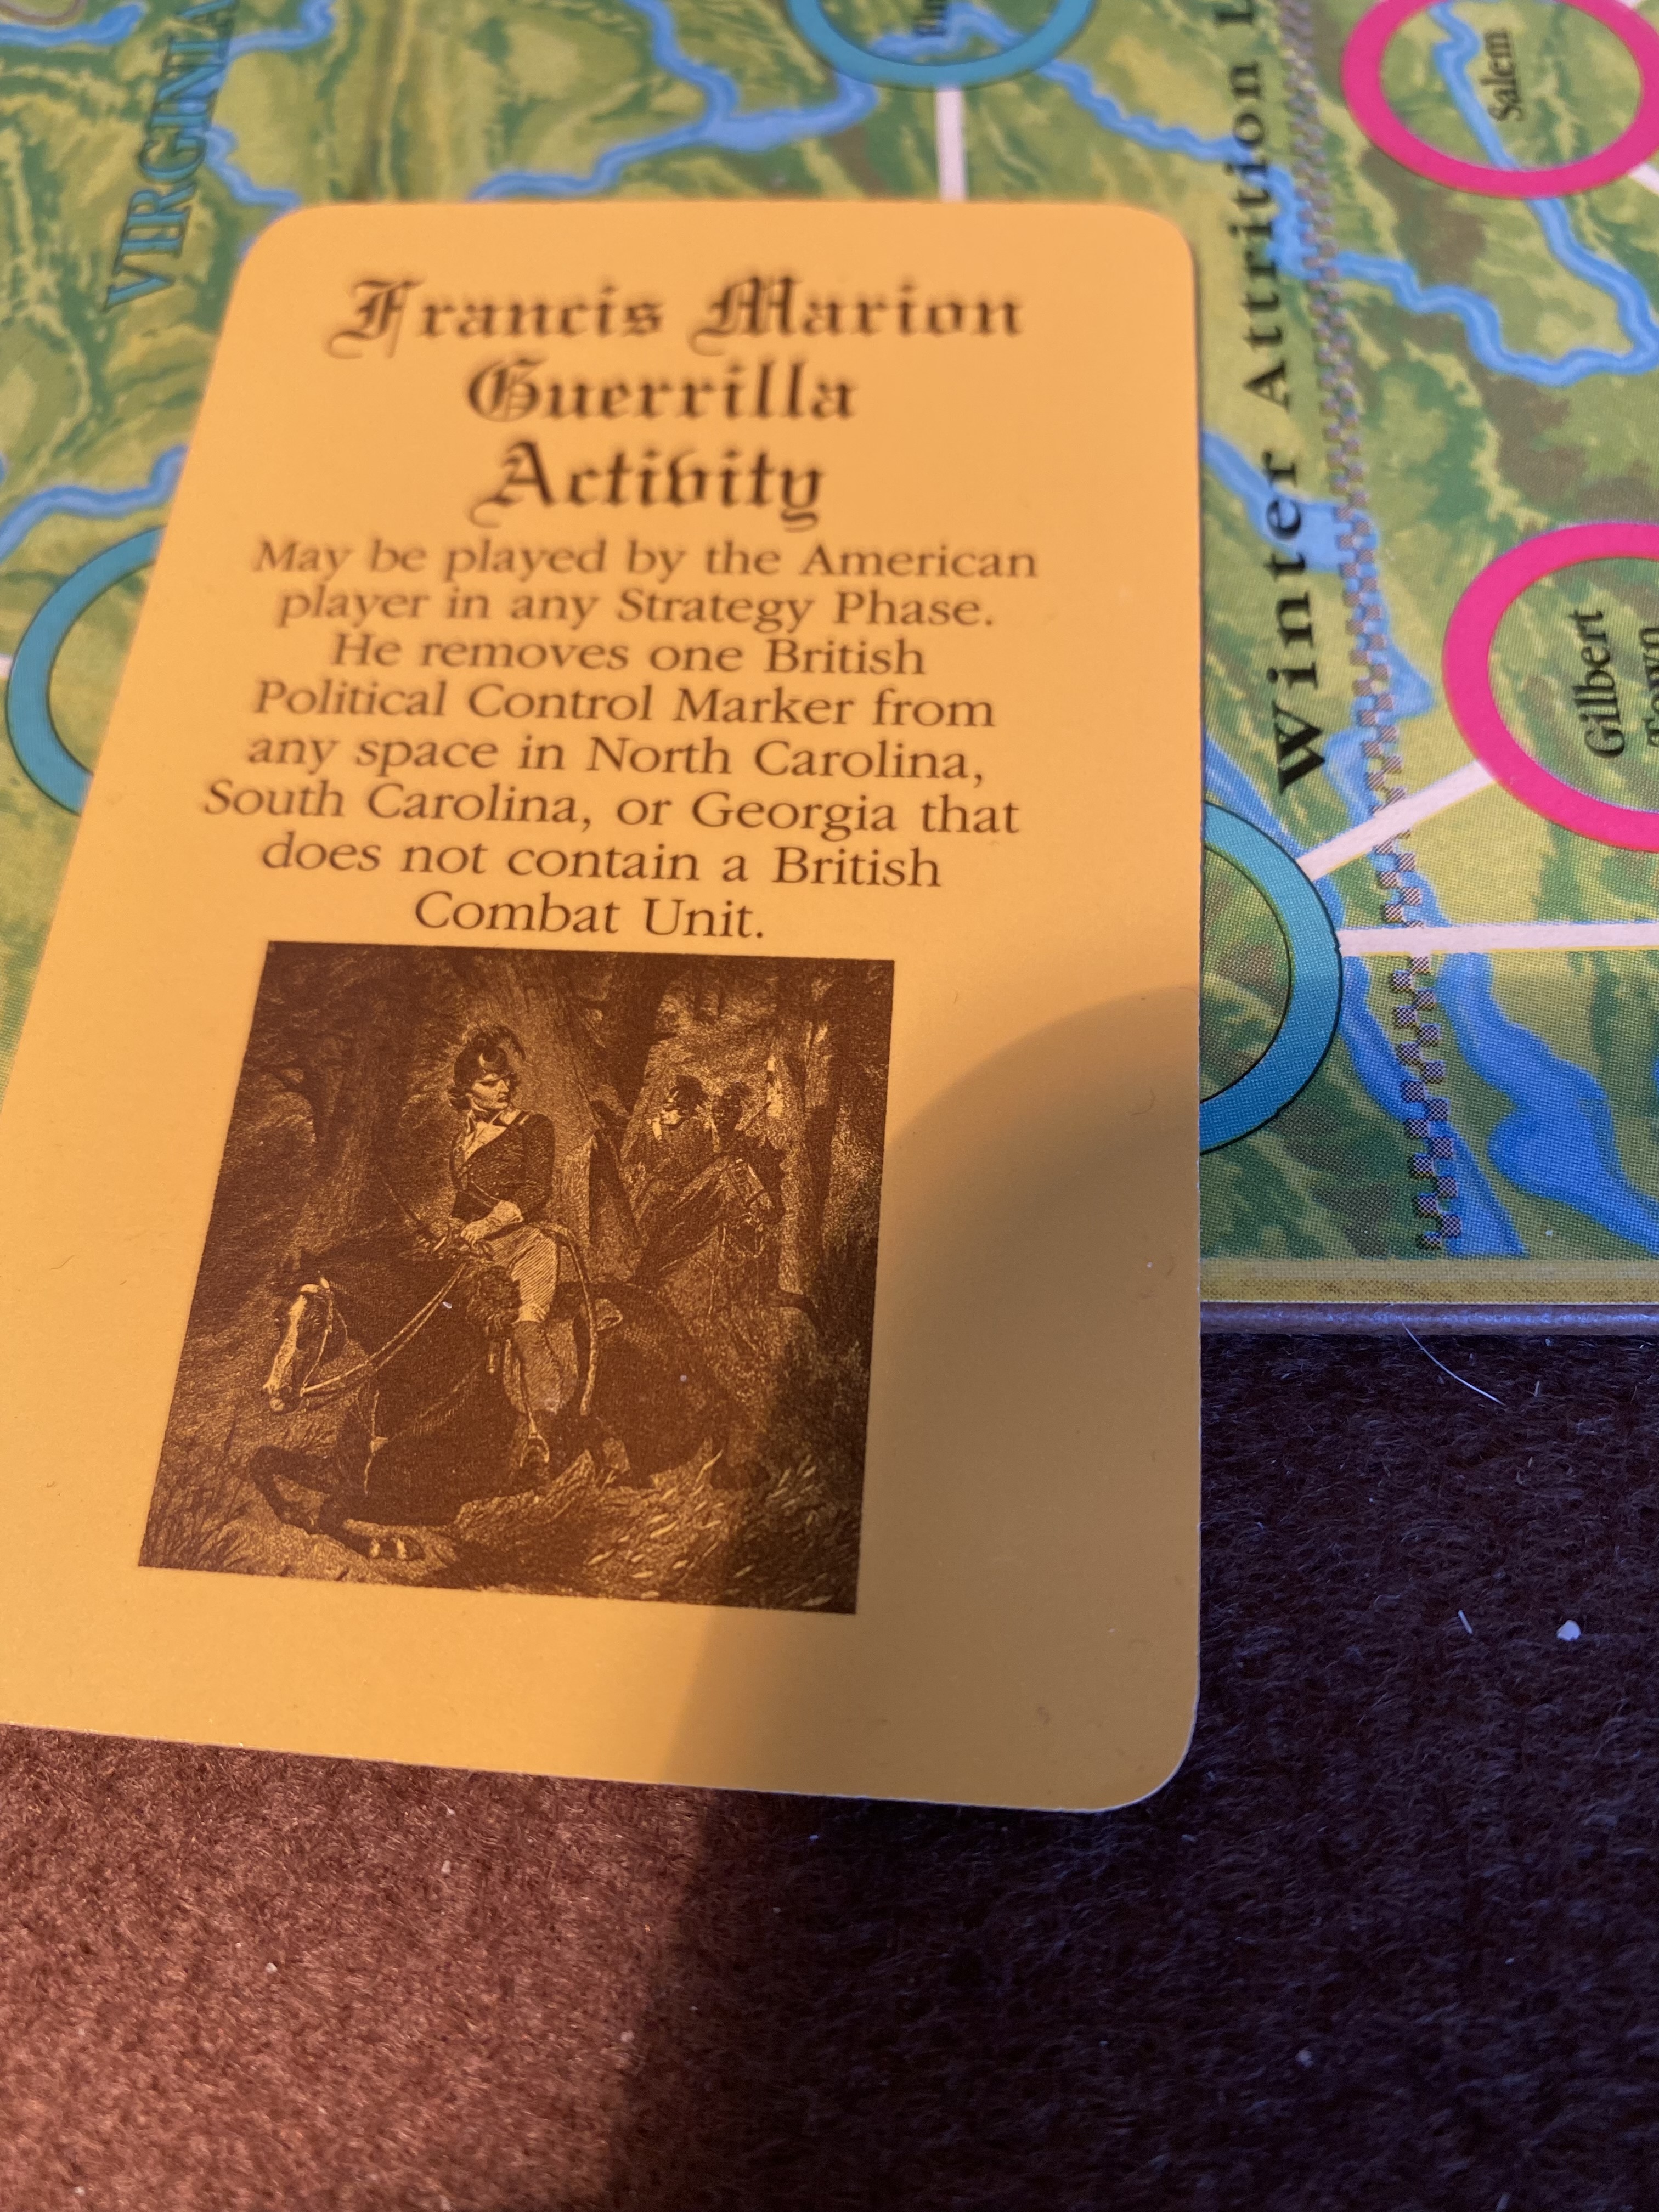 VIRGINIA
Salem
Winter Attrition L
Gilbert
Town
Francis Marion
Guerrilla
Activity
May be played by the American
player in any Strategy Phase.
He removes one British
Political Control Marker from
any space in North Carolina,
South Carolina, or Georgia that
does not contain a British
Combat Unit.